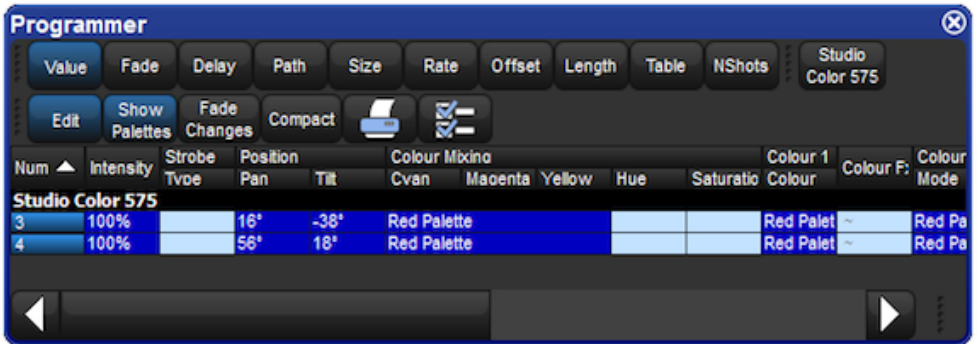 Programmer
Value Fade Delay Path Size Rate Offset Length Table NShots Studio Color 575
Edit Show Palettes Fade Changes Compact
Num Intensity Strobe Position Colour Mixing Colour 1 Colour F: Colour
Type Pan Tilt Cyan Magenta Yellow Hue Saturatio Colour Mode
Studio Color 575
3 100% 16° -38° Red Palette Red Palet ~ Red Pa
4 100% 56° 18° Red Palette Red Palet ~ Red Pa